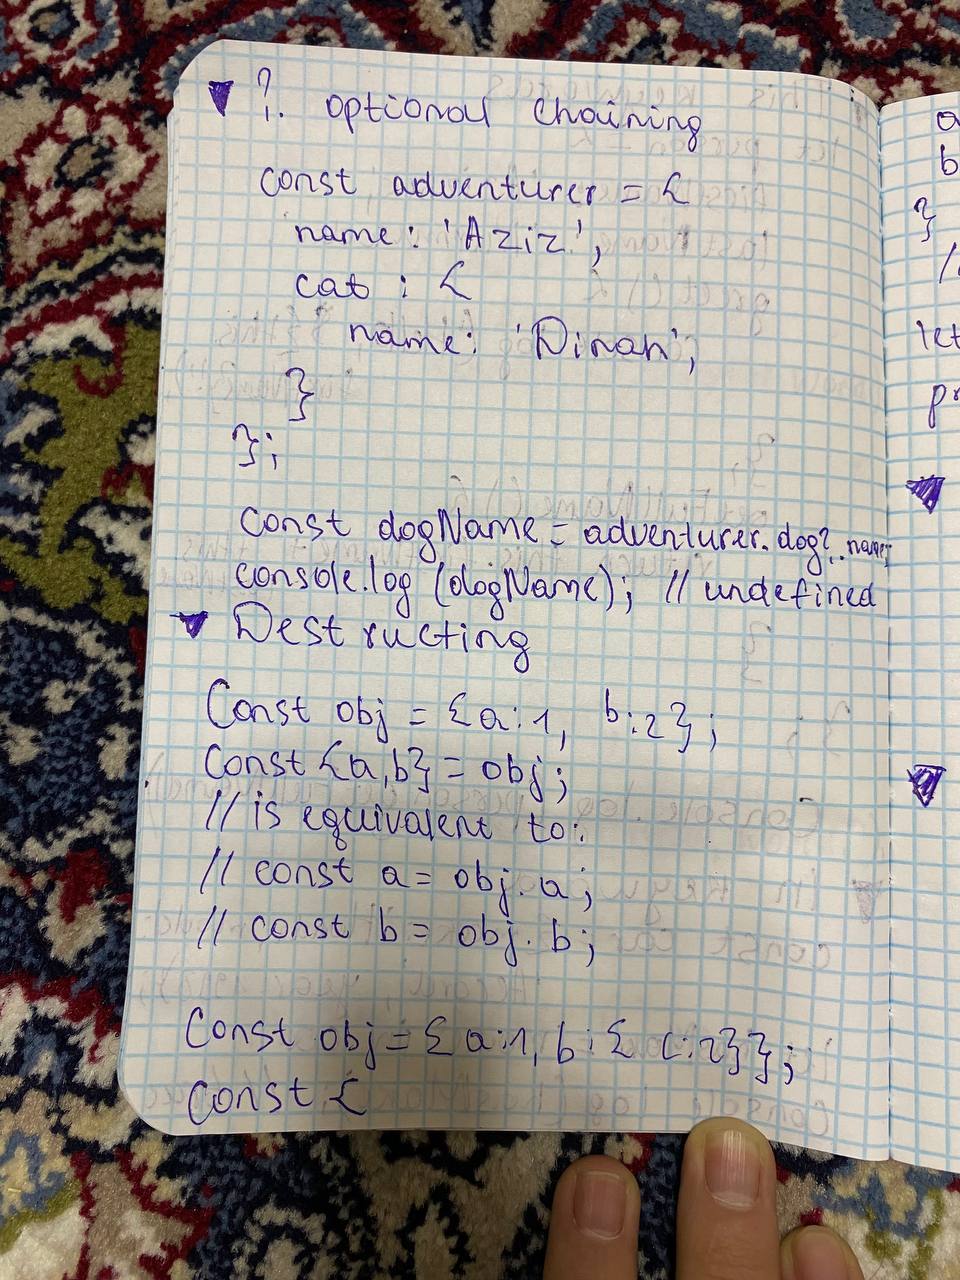 ?. optional chaining
const adventurer = {
name: 'Aziz',
cat : {
name: 'Dinah',
}
};
const dogName = adventurer.dog?.name;
console.log (dogName); // undefined
Destructing
Const obj = {a:1, b:2};
Const {a,b} = obj;
// is equivalent to:
// const a = obj.a;
// const b = obj.b;
Const obj = {a:1, b:{ c:2}};
Const {
a
b
}
let
pr